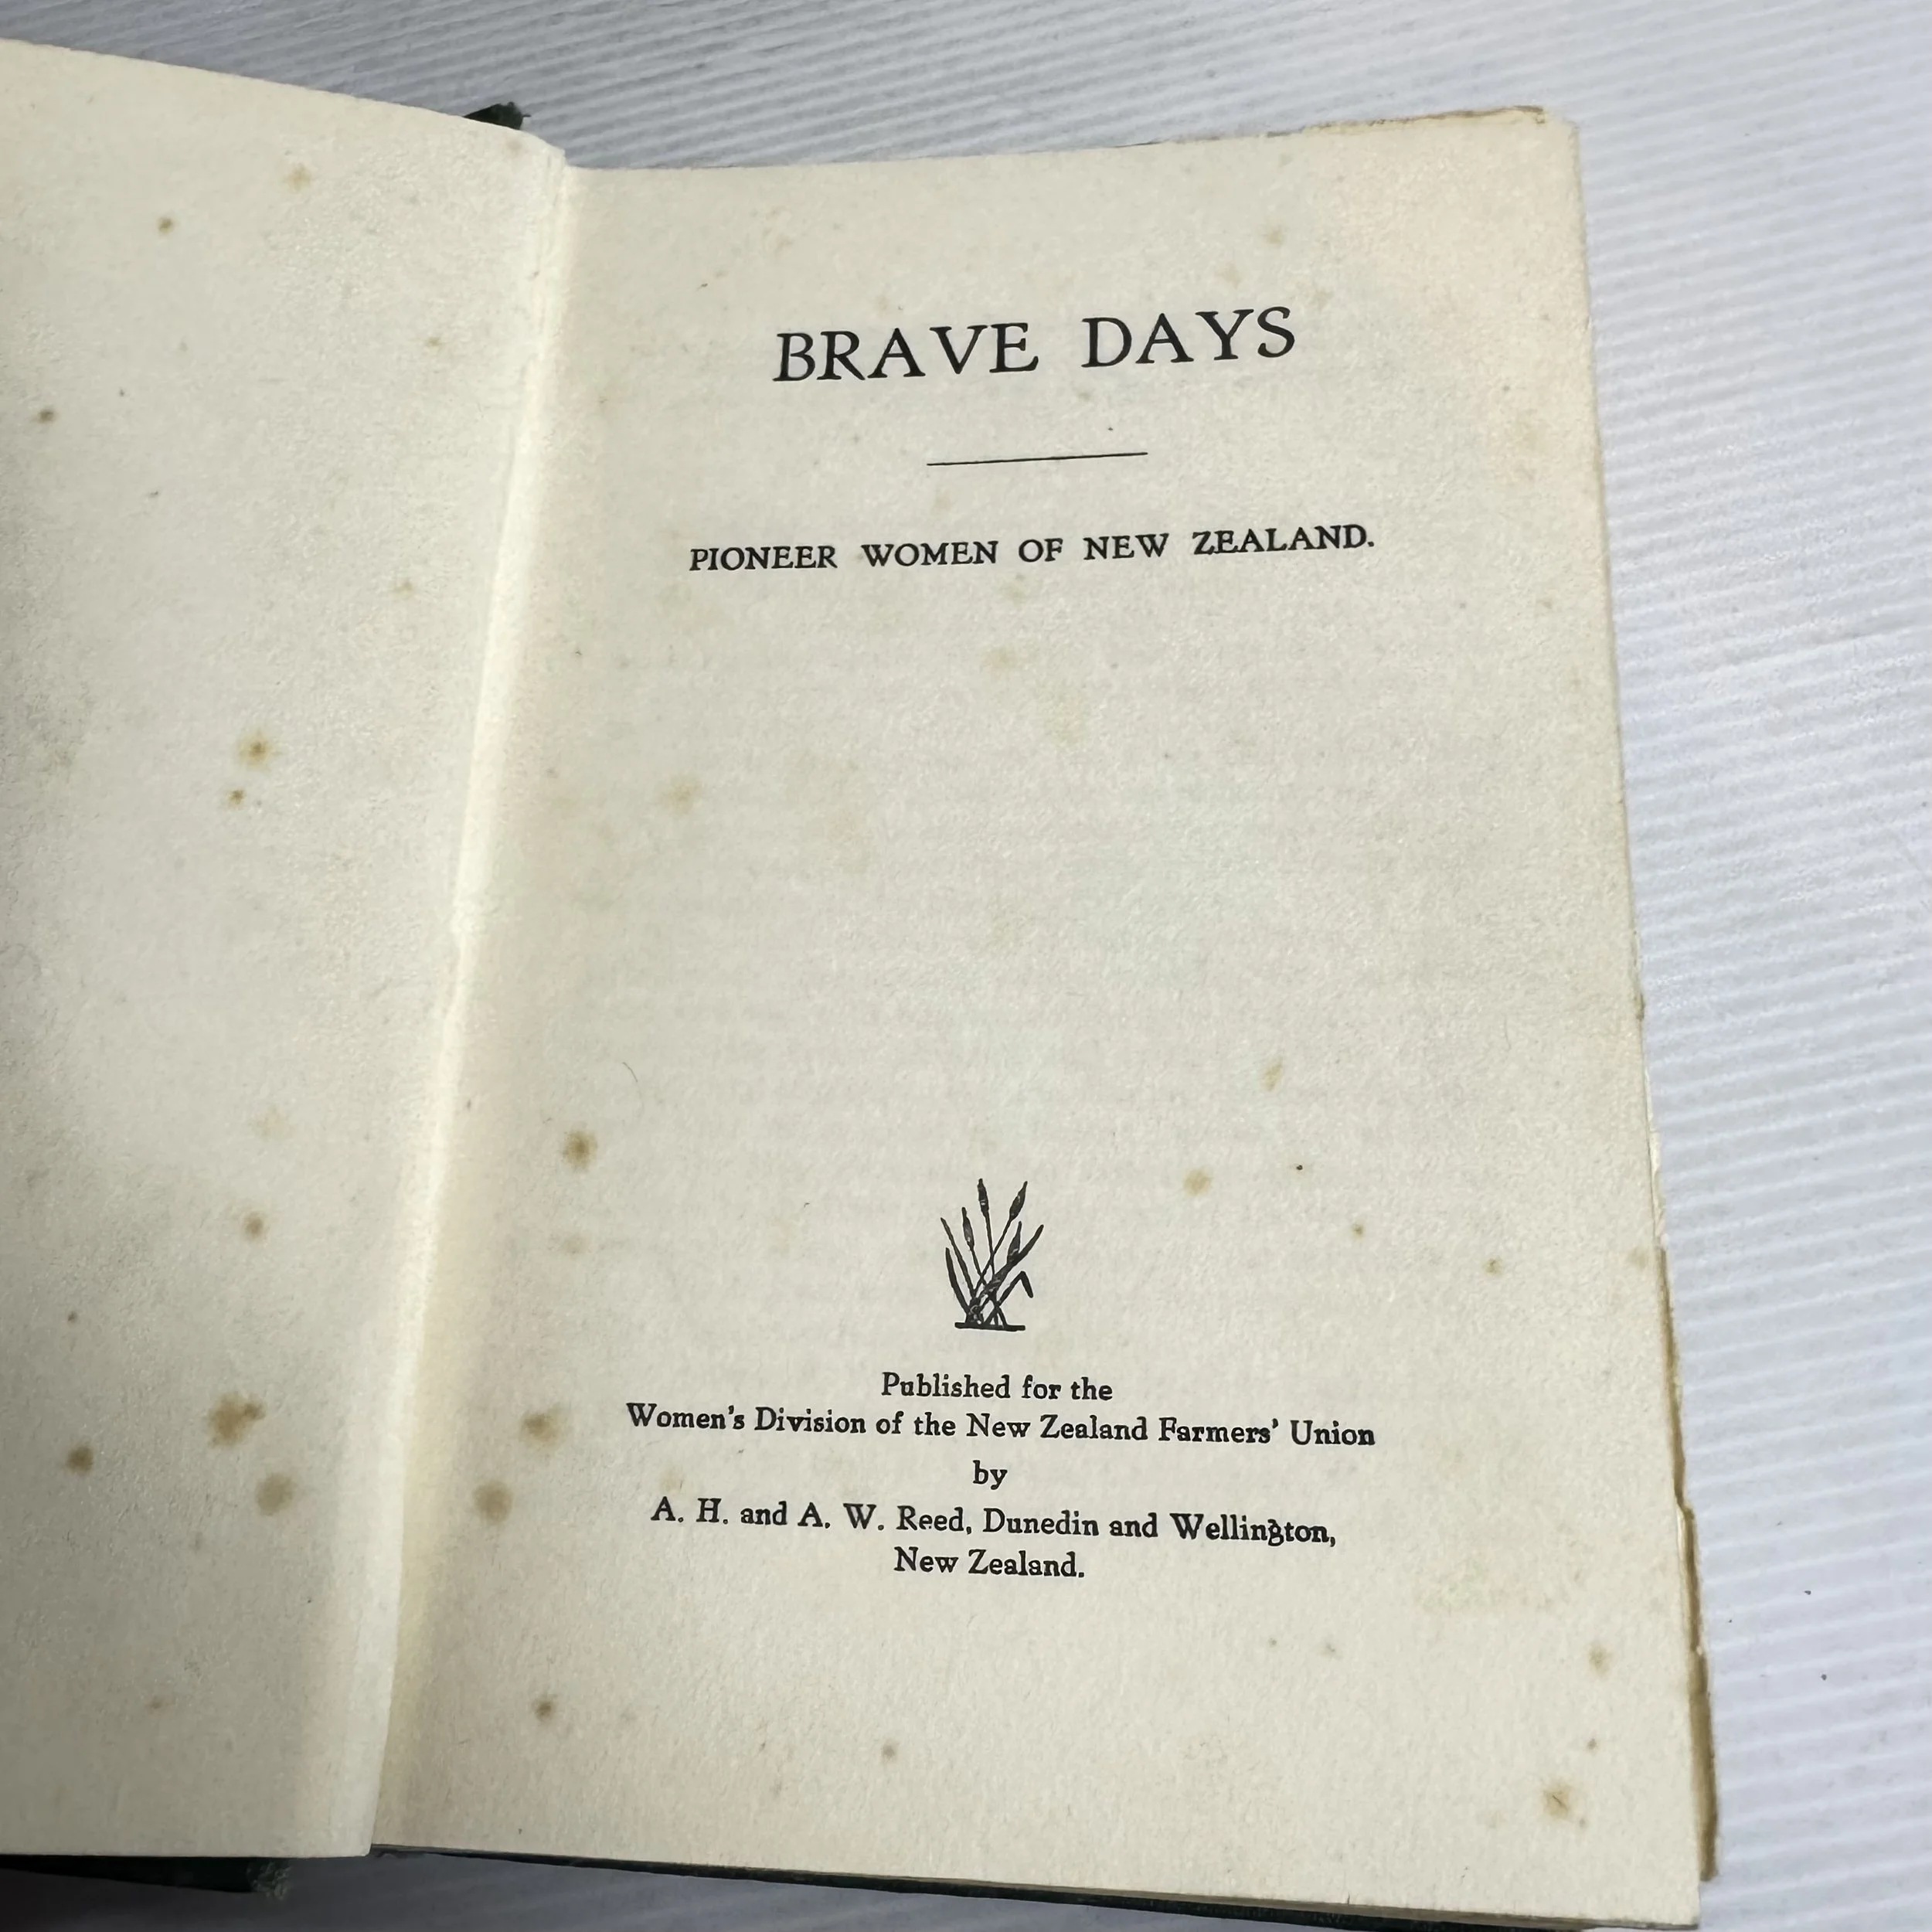 BRAVE DAYS
PIONEER WOMEN OF NEW ZEALAND.
Published for the
Women's Division of the New Zealand Farmers' Union
by
A. H. and A. W. Reed, Dunedin and Wellington,
New Zealand.